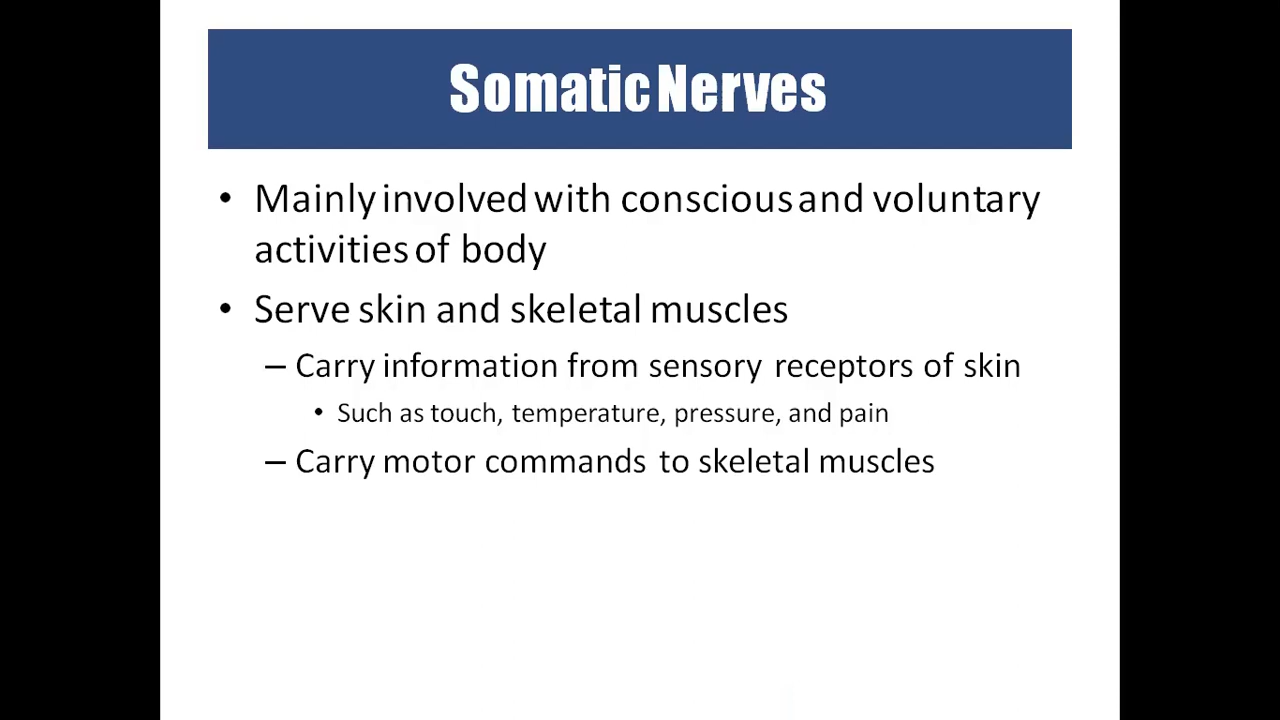 Somatic Nerves
• Mainly involved with conscious and voluntary
activities of body
• Serve skin and skeletal muscles
– Carry information from sensory receptors of skin
• Such as touch, temperature, pressure, and pain
– Carry motor commands to skeletal muscles